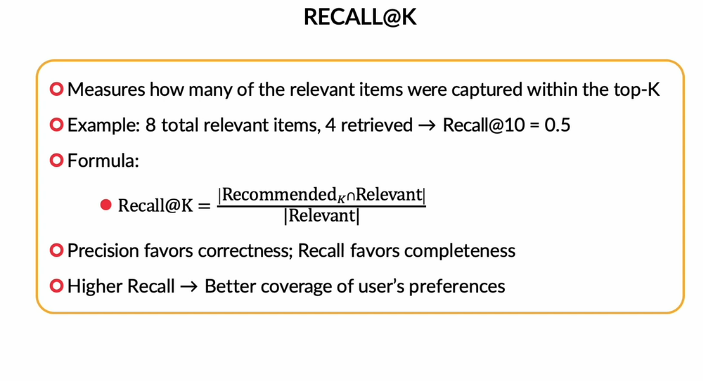 RECALL@K
Measures how many of the relevant items were captured within the top-K
Example: 8 total relevant items, 4 retrieved → Recall@10 = 0.5
Formula:
Recall@K = |Recommended_K∩Relevant| / |Relevant|
Precision favors correctness; Recall favors completeness
Higher Recall → Better coverage of user's preferences